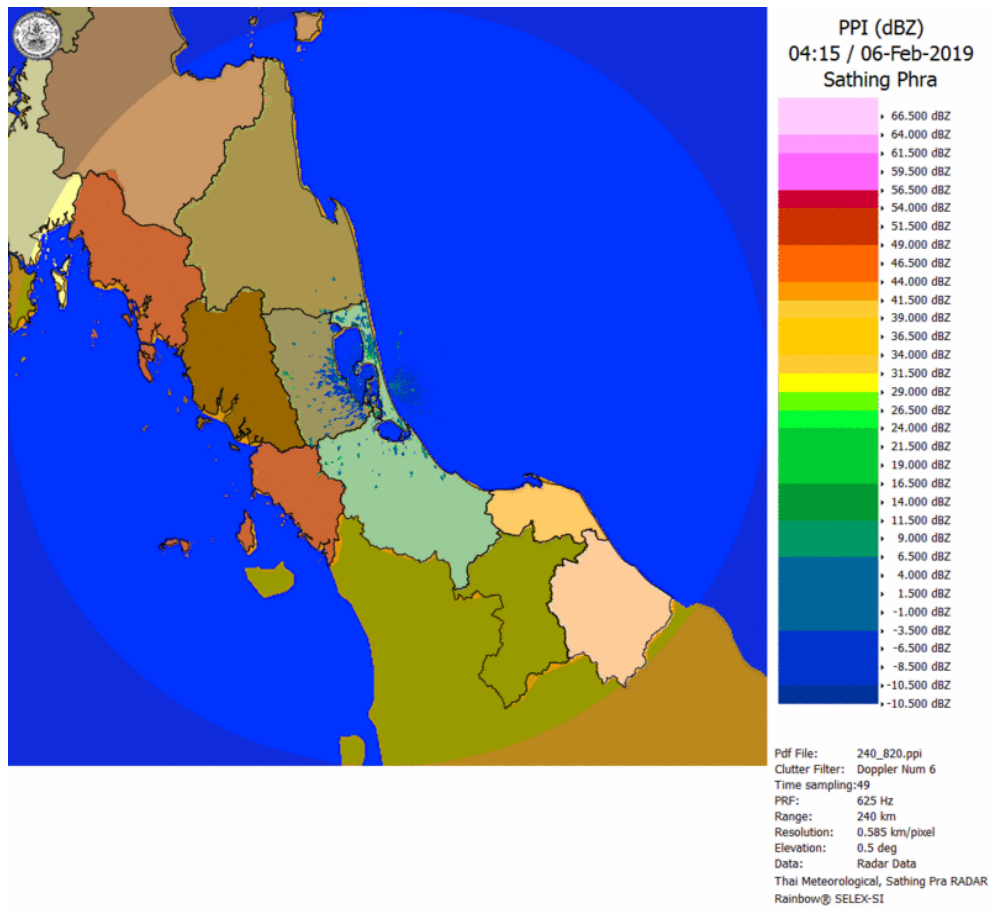 PPI (dBZ)
04:15 / 06-Feb-2019
Sathing Phra
66.500 dBZ
64.000 dBZ
61.500 dBZ
59.500 dBZ
56.500 dBZ
54.000 dBZ
51.500 dBZ
49.000 dBZ
46.500 dBZ
44.000 dBZ
41.500 dBZ
39.000 dBZ
36.500 dBZ
34.000 dBZ
31.500 dBZ
29.000 dBZ
26.500 dBZ
24.000 dBZ
21.500 dBZ
19.000 dBZ
16.500 dBZ
14.000 dBZ
11.500 dBZ
9.000 dBZ
6.500 dBZ
4.000 dBZ
1.500 dBZ
-1.000 dBZ
-3.500 dBZ
-6.500 dBZ
-8.500 dBZ
-10.500 dBZ
-10.500 dBZ
Pdf File: 240_820.ppi
Clutter Filter: Doppler Num 6
Time sampling:49
PRF: 625 Hz
Range: 240 km
Resolution: 0.585 km/pixel
Elevation: 0.5 deg
Data: Radar Data
Thai Meteorological, Sathing Pra RADAR
Rainbow® SELEX-SI